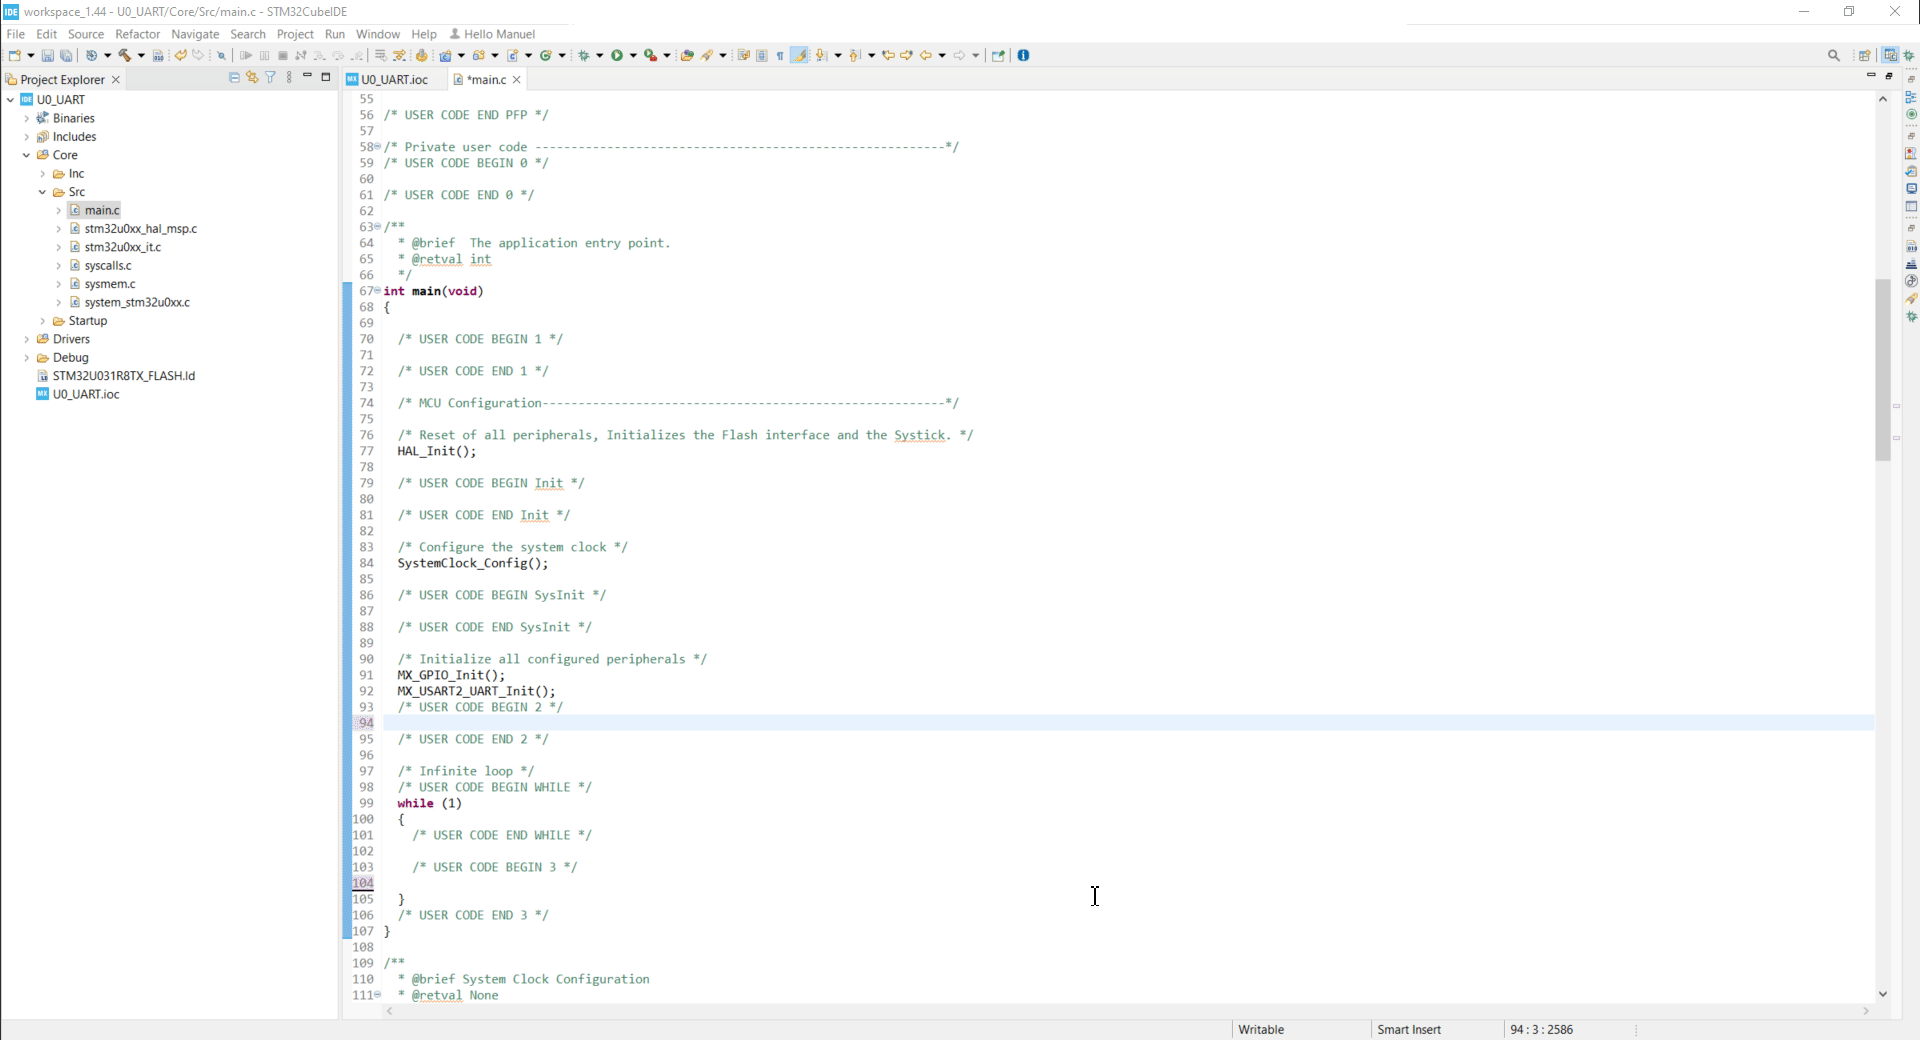 IDE workspace_1.44 - U0_UART/Core/Src/main.c - STM32CubeIDE
File Edit Source Refactor Navigate Search Project Run Window Help Hello Manuel
Project Explorer
MX U0_UART.ioc
*main.c
IDE U0_UART
Binaries
Includes
Core
Inc
Src
main.c
stm32u0xx_hal_msp.c
stm32u0xx_it.c
syscalls.c
sysmem.c
system_stm32u0xx.c
Startup
Drivers
Debug
STM32U031R8TX_FLASH.ld
MX U0_UART.ioc
55
56 /* USER CODE END PFP */
57
58 /* Private user code ---------------------------------------------------------*/
59 /* USER CODE BEGIN 0 */
60
61 /* USER CODE END 0 */
62
63 /**
64 * @brief  The application entry point.
65 * @retval int
66 */
67 int main(void)
68 {
69
70 /* USER CODE BEGIN 1 */
71
72 /* USER CODE END 1 */
73
74 /* MCU Configuration--------------------------------------------------------*/
75
76 /* Reset of all peripherals, Initializes the Flash interface and the Systick. */
77 HAL_Init();
78
79 /* USER CODE BEGIN Init */
80
81 /* USER CODE END Init */
82
83 /* Configure the system clock */
84 SystemClock_Config();
85
86 /* USER CODE BEGIN SysInit */
87
88 /* USER CODE END SysInit */
89
90 /* Initialize all configured peripherals */
91 MX_GPIO_Init();
92 MX_USART2_UART_Init();
93 /* USER CODE BEGIN 2 */
94
95 /* USER CODE END 2 */
96
97 /* Infinite loop */
98 /* USER CODE BEGIN WHILE */
99 while (1)
100 {
101 /* USER CODE END WHILE */
102
103 /* USER CODE BEGIN 3 */
104
105 }
106 /* USER CODE END 3 */
107 }
108
109 /**
110 * @brief System Clock Configuration
111 * @retval None
Writable
Smart Insert
94 : 3 : 2586